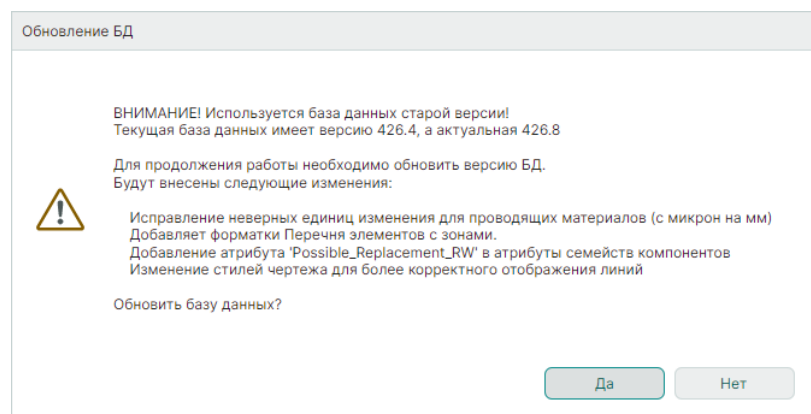 Обновление БД
ВНИМАНИЕ! Используется база данных старой версии!
Текущая база данных имеет версию 426.4, а актуальная 426.8
Для продолжения работы необходимо обновить версию БД.
Будут внесены следующие изменения:
Исправление неверных единиц изменения для проводящих материалов (с микрон на мм)
Добавляет форматки Перечня элементов с зонами.
Добавление атрибута 'Possible_Replacement_RW' в атрибуты семейств компонентов
Изменение стилей чертежа для более корректного отображения линий
Обновить базу данных?
Да Нет